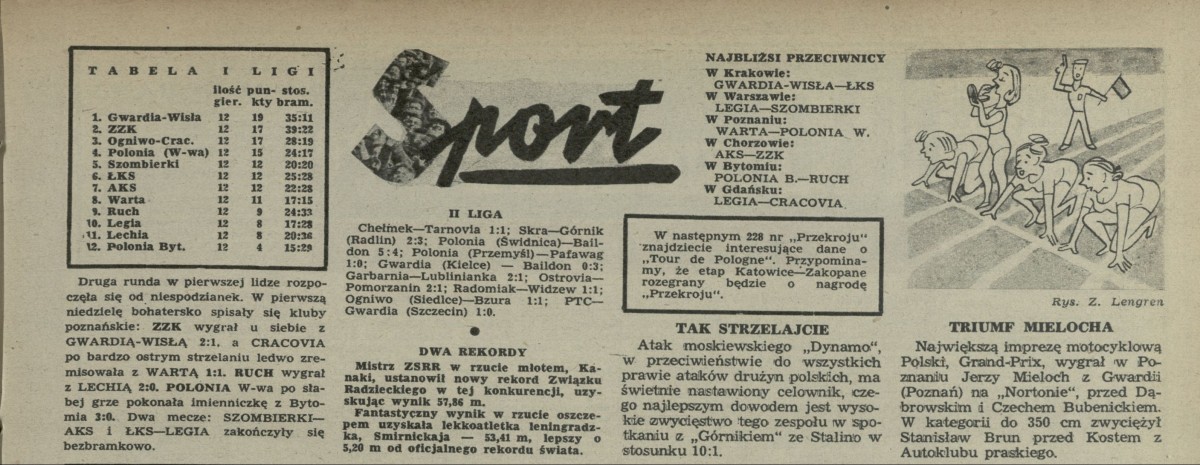 TABELA I LIGI
ilość pun- stos.
gier. kty bram.
1. Gwardia-Wisła 12 19 35:11
2. ZZK 12 17 39:22
3. Ogniwo-Crac. 12 17 28:19
4. Polonia (W-wa) 12 15 24:17
5. Szombierki 12 12 20:20
6. ŁKS 12 12 25:28
7. AKS 12 12 22:28
8. Warta 12 11 17:15
9. Ruch 12 9 24:33
10. Legia 12 8 17:28
11. Lechia 12 8 20:36
12. Polonia Byt. 12 4 15:29
Druga runda w pierwszej lidze rozpo-
częła się od niespodzianek. W pierwszą
niedzielę bohatersko spisały się kluby
poznańskie: ZZK wygrał u siebie z
GWARDIĄ-WISŁĄ 2:1, a CRACOVIA
po bardzo ostrym strzelaniu ledwo zre-
misowała z WARTĄ 1:1. RUCH wygrał
z LECHIĄ 2:0. POLONIA W-wa po sła-
bej grze pokonała imienniczkę z Byto-
mia 3:0. Dwa mecze: SZOMBIERKI—
AKS i ŁKS—LEGIA zakończyły się
bezbramkowo.
Sport
II LIGA
Chełmek—Tarnovia 1:1; Skra—Górnik
(Radlin) 2:3; Polonia (Świdnica)—Bail-
don 5:4; Polonia (Przemyśl)—Pafawag
1:0; Gwardia (Kielce) — Baildon 0:3;
Garbarnia—Lublinianka 2:1; Ostrovia—
Pomorzanin 2:1; Radomiak—Widzew 1:1;
Ogniwo (Siedlce)—Bzura 1:1; PTC—
Gwardia (Szczecin) 1:0.
DWA REKORDY
Mistrz ZSRR w rzucie młotem, Ka-
naki, ustanowił nowy rekord Związku
Radzieckiego w tej konkurencji, uzy-
skując wynik 57,86 m.
Fantastyczny wynik w rzucie oszcze-
pem uzyskała lekkoatletka leningradz-
ka, Smirnickaja — 53,41 m, lepszy o
5,20 m od oficjalnego rekordu świata.
NAJBLIŻSI PRZECIWNICY
W Krakowie:
GWARDIA-WISŁA—ŁKS
W Warszawie:
LEGIA—SZOMBIERKI
W Poznaniu:
WARTA—POLONIA W.
W Chorzowie:
AKS—ZZK
W Bytomiu:
POLONIA B.—RUCH
W Gdańsku:
LEGIA—CRACOVIA
W następnym 228 nr „Przekroju”
znajdziecie interesujące dane o
„Tour de Pologne”. Przypomina-
my, że etap Katowice—Zakopane
rozegrany będzie o nagrodę
„Przekroju”.
TAK STRZELAJCIE
Atak moskiewskiego „Dynamo”,
w przeciwieństwie do wszystkich
prawie ataków drużyn polskich, ma
świetnie nastawiony celownik, cze-
go najlepszym dowodem jest wyso-
kie zwycięstwo tego zespołu w spo-
tkaniu z „Górnikiem” ze Stalino w
stosunku 10:1.
Rys. Z. Lengren
TRIUMF MIELOCHA
Największą imprezę motocyklową
Polski, Grand-Prix, wygrał w Po-
znaniu Jerzy Mieloch z Gwardii
(Poznań) na „Nortonie”, przed Dą-
browskim i Czechem Bubenickiem.
W kategorii do 350 cm zwyciężył
Stanisław Brun przed Kostem z
Autoklubu praskiego.